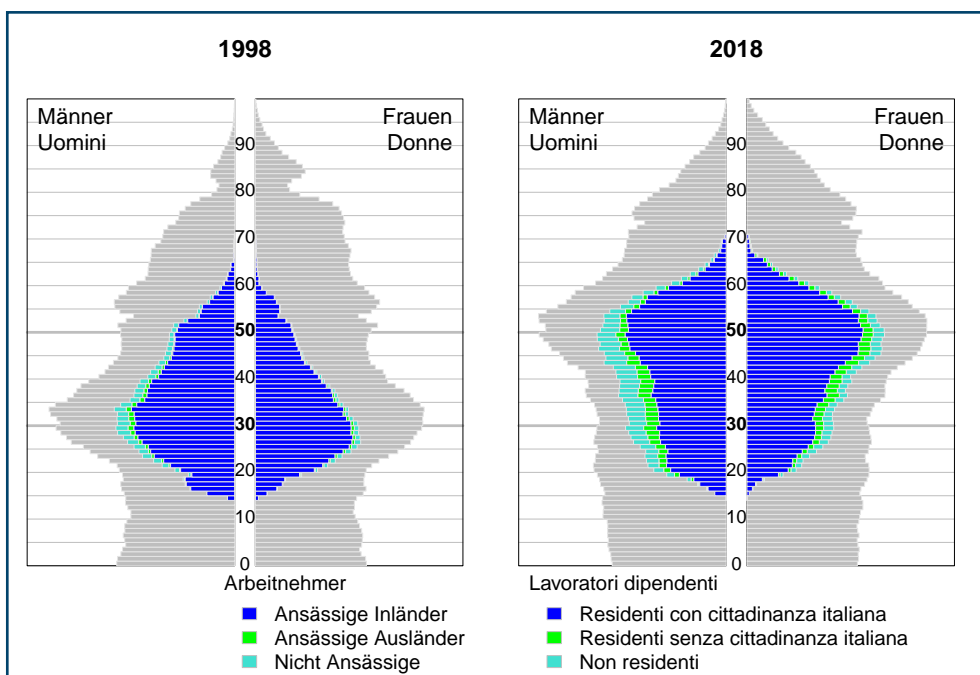 1998
Männer
Uomini
Frauen
Donne
90
80
70
60
50
40
30
20
10
0
2018
Männer
Uomini
Frauen
Donne
90
80
70
60
50
40
30
20
10
0
Arbeitnehmer
Ansässige Inländer
Ansässige Ausländer
Nicht Ansässige
Lavoratori dipendenti
Residenti con cittadinanza italiana
Residenti senza cittadinanza italiana
Non residenti